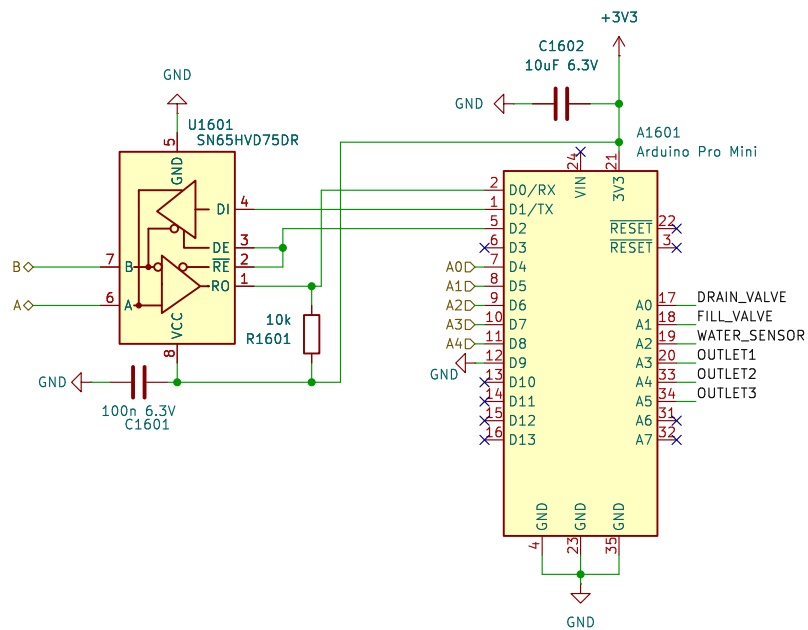 +3V3
C1602
10uF 6.3V
GND
GND
U1601
SN65HVD75DR
A1601
Arduino Pro Mini
5
GND
24
VIN
21
3V3
4
DI
3
DE
2
RE
1
RO
7
B
6
A
VCC
8
B
A
2
D0/RX
1
D1/TX
5
D2
6
D3
A0
7
D4
A1
8
D5
A2
9
D6
A3
10
D7
A4
11
D8
GND
12
D9
13
D10
14
D11
15
D12
16
D13
RESET
22
RESET
3
A0
17
DRAIN_VALVE
A1
18
FILL_VALVE
A2
19
WATER_SENSOR
A3
20
OUTLET1
A4
33
OUTLET2
A5
34
OUTLET3
A6
31
A7
32
10k
R1601
GND
100n 6.3V
C1601
GND
GND
GND
4
23
35
GND